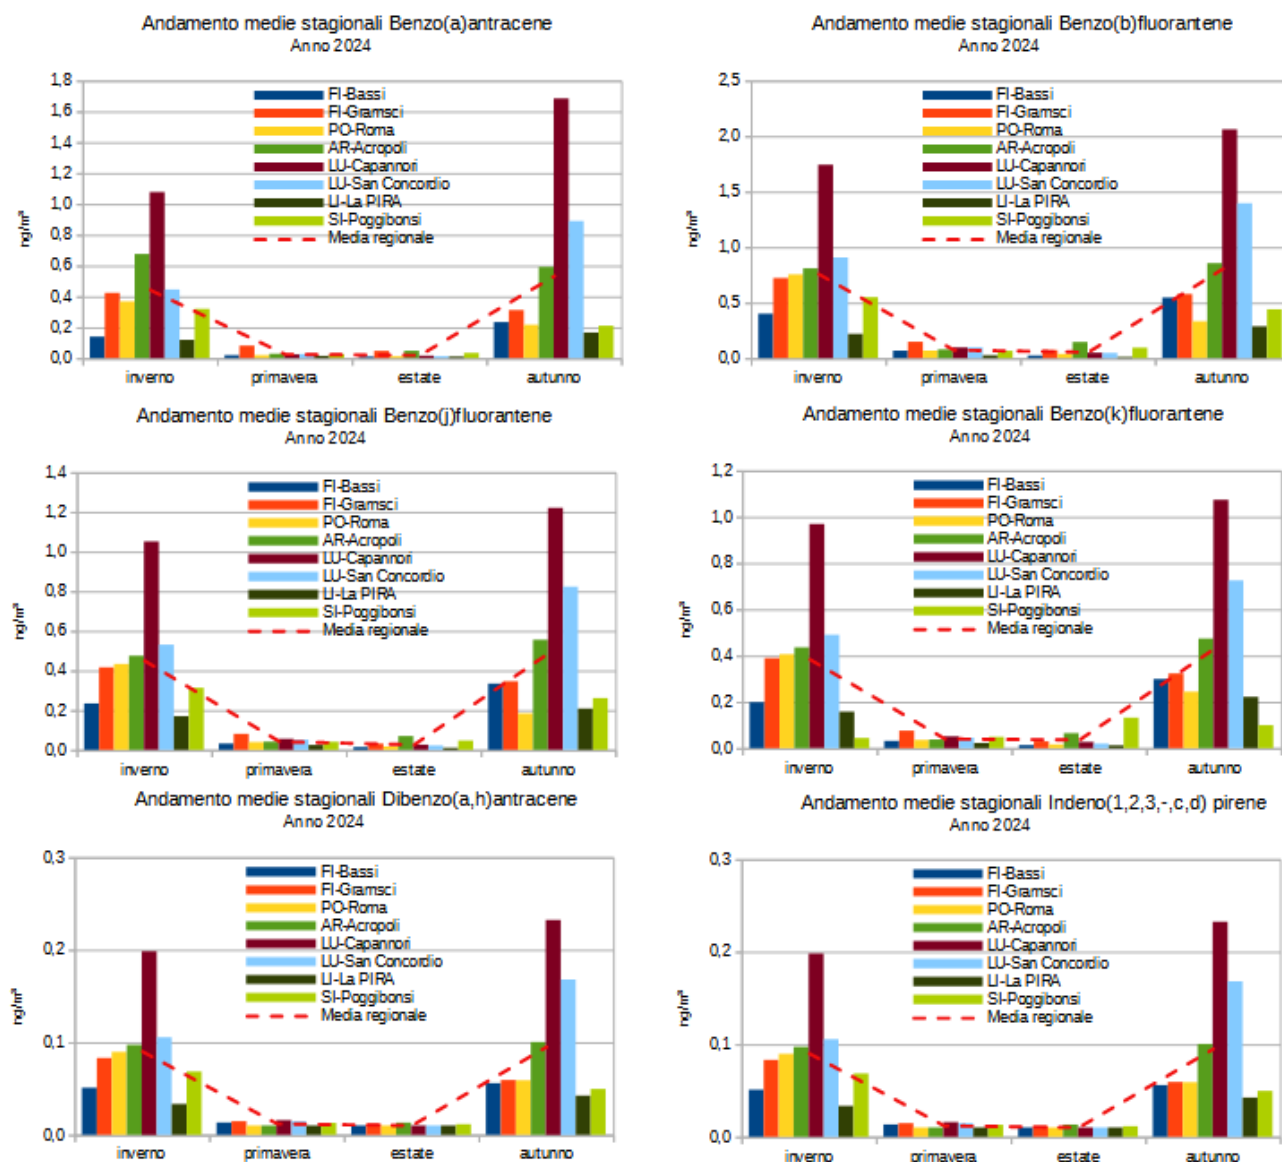 Andamento medie stagionali Benzo(a)antracene
Anno 2024
1,8
1,6
1,4
1,2
1,0
0,8
0,6
0,4
0,2
0,0
ng/m³
FI-Bassi
FI-Gramsci
PO-Roma
AR-Acropoli
LU-Capannori
LU-San Concordio
LI-La PIRA
SI-Poggibonsi
Media regionale
inverno primavera estate autunno
Andamento medie stagionali Benzo(b)fluorantene
Anno 2024
2,5
2,0
1,5
1,0
0,5
0,0
ng/m³
FI-Bassi
FI-Gramsci
PO-Roma
AR-Acropoli
LU-Capannori
LU-San Concordio
LI-La PIRA
SI-Poggibonsi
Media regionale
inverno primavera estate autunno
Andamento medie stagionali Benzo(j)fluorantene
Anno 2024
1,4
1,2
1,0
0,8
0,6
0,4
0,2
0,0
ng/m³
FI-Bassi
FI-Gramsci
PO-Roma
AR-Acropoli
LU-Capannori
LU-San Concordio
LI-La PIRA
SI-Poggibonsi
Media regionale
inverno primavera estate autunno
Andamento medie stagionali Benzo(k)fluorantene
Anno 2024
1,2
1,0
0,8
0,6
0,4
0,2
0,0
ng/m³
FI-Bassi
FI-Gramsci
PO-Roma
AR-Acropoli
LU-Capannori
LU-San Concordio
LI-La PIRA
SI-Poggibonsi
Media regionale
inverno primavera estate autunno
Andamento medie stagionali Dibenzo(a,h)antracene
Anno 2024
0,3
0,2
0,1
0,0
ng/m³
FI-Bassi
FI-Gramsci
PO-Roma
AR-Acropoli
LU-Capannori
LU-San Concordio
LI-La PIRA
SI-Poggibonsi
Media regionale
inverno primavera estate autunno
Andamento medie stagionali Indeno(1,2,3,-,c,d) pirene
Anno 2024
0,3
0,2
0,1
0,0
ng/m³
FI-Bassi
FI-Gramsci
PO-Roma
AR-Acropoli
LU-Capannori
LU-San Concordio
LI-La PIRA
SI-Poggibonsi
Media regionale
inverno primavera estate autunno